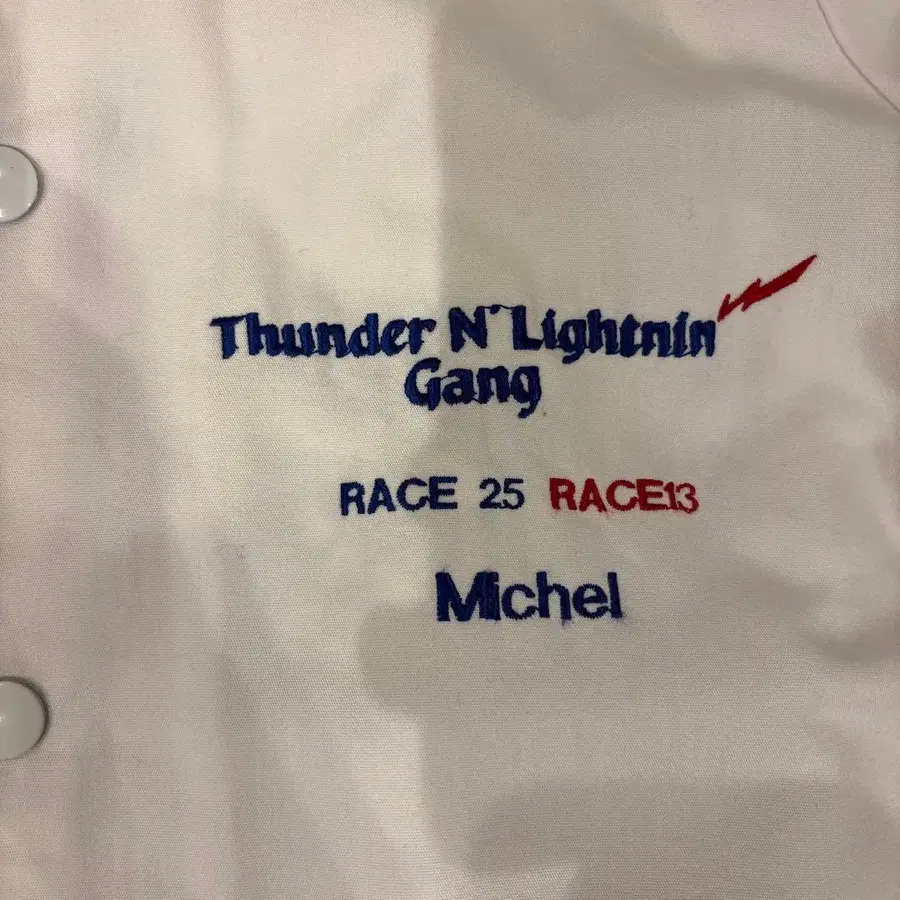 Thunder N' Lightnin
Gang
RACE 25 RACE13
Michel